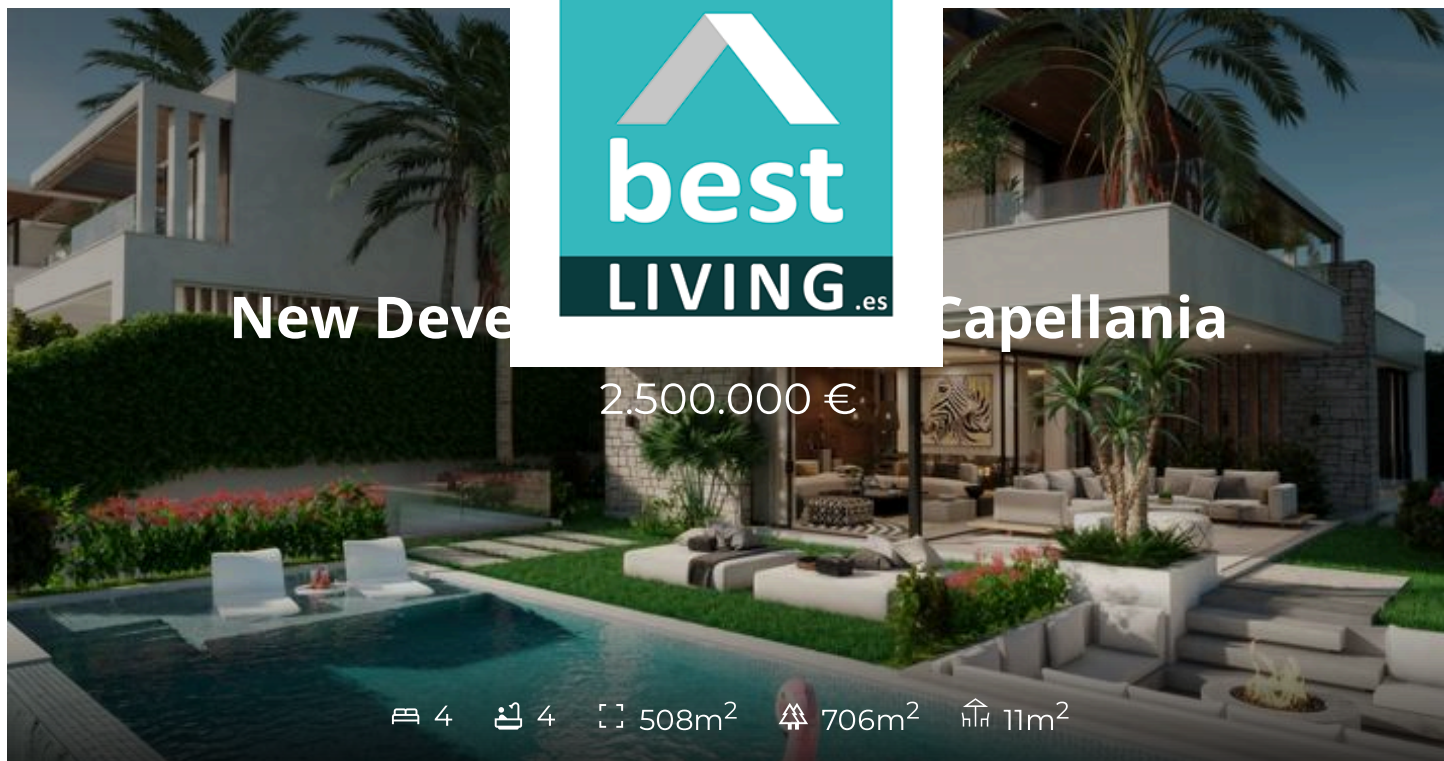 best
LIVING.es
New Deve Capellania
2.500.000 €
4 4 508m² 706m² 11m²